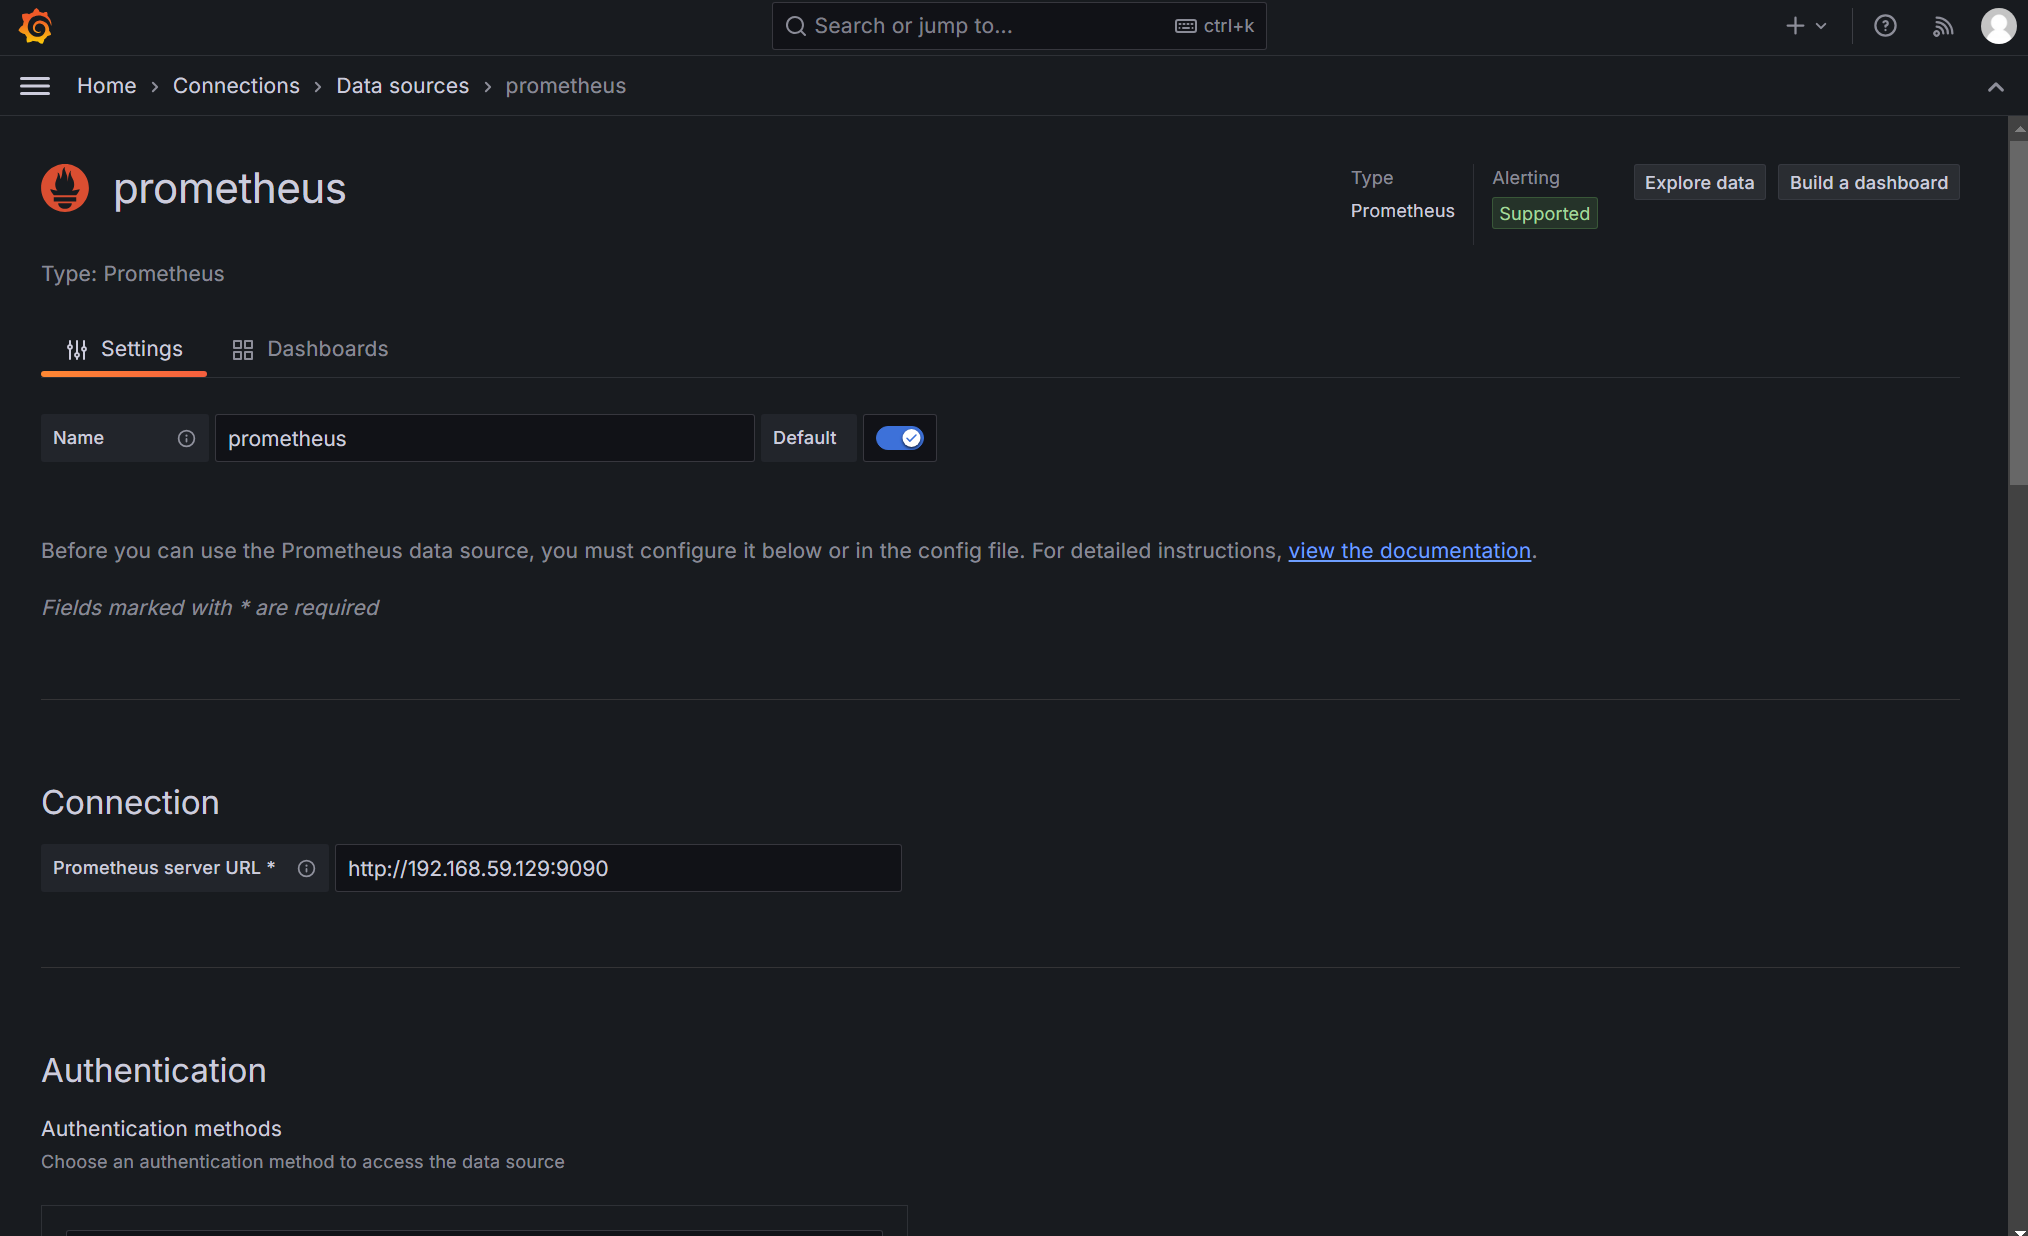 Search or jump to...
ctrl+k
Home
Connections
Data sources
prometheus
prometheus
Type
Prometheus
Alerting
Supported
Explore data
Build a dashboard
Type: Prometheus
Settings
Dashboards
Name
prometheus
Default
Before you can use the Prometheus data source, you must configure it below or in the config file. For detailed instructions, view the documentation.
Fields marked with * are required
Connection
Prometheus server URL *
http://192.168.59.129:9090
Authentication
Authentication methods
Choose an authentication method to access the data source